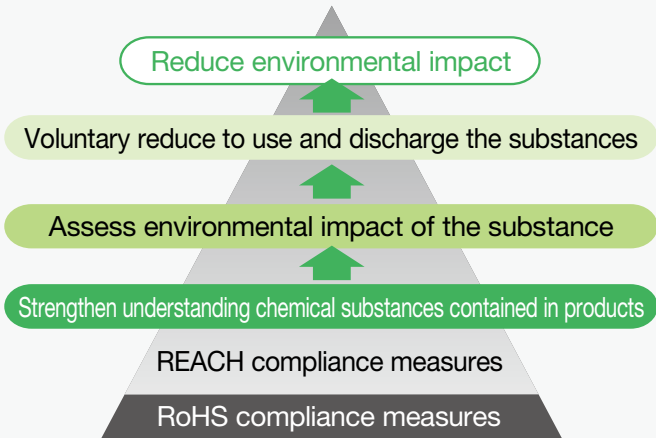 Reduce environmental impact
Voluntary reduce to use and discharge the substances
Assess environmental impact of the substance
Strengthen understanding chemical substances contained in products
REACH compliance measures
RoHS compliance measures